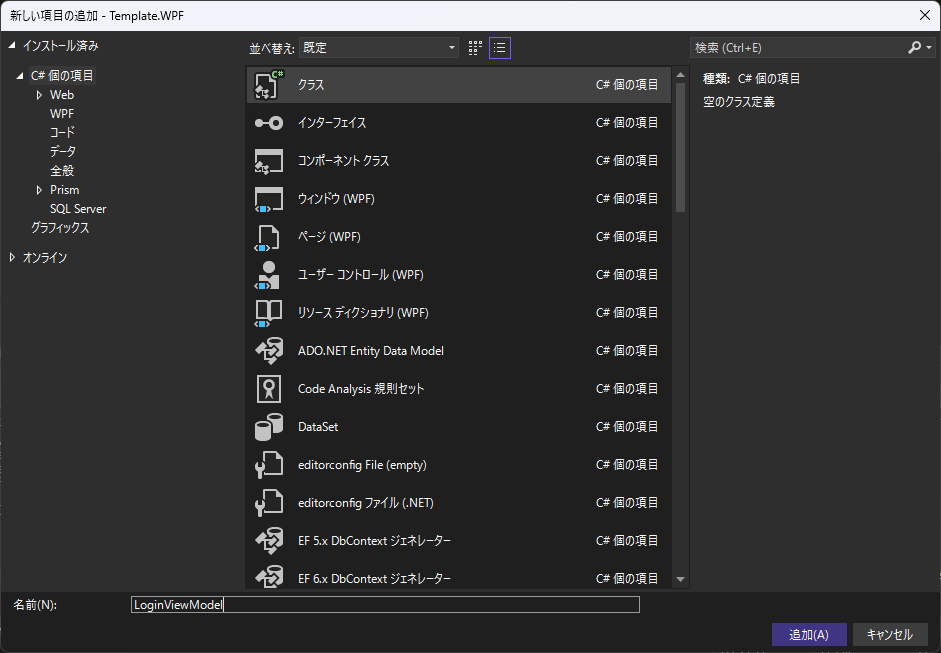 新しい項目の追加 - Template.WPF
インストール済み
C# 個の項目
Web
WPF
コード
データ
全般
Prism
SQL Server
グラフィックス
オンライン
並べ替え: 既定
クラス C# 個の項目
インターフェイス C# 個の項目
コンポーネント クラス C# 個の項目
ウィンドウ (WPF) C# 個の項目
ページ (WPF) C# 個の項目
ユーザー コントロール (WPF) C# 個の項目
リソース ディクショナリ (WPF) C# 個の項目
ADO.NET Entity Data Model C# 個の項目
Code Analysis 規則セット C# 個の項目
DataSet C# 個の項目
editorconfig File (empty) C# 個の項目
editorconfig ファイル (.NET) C# 個の項目
EF 5.x DbContext ジェネレーター C# 個の項目
EF 6.x DbContext ジェネレーター C# 個の項目
検索 (Ctrl+E)
種類: C# 個の項目
空のクラス定義
名前(N): LoginViewModel
追加(A) キャンセル